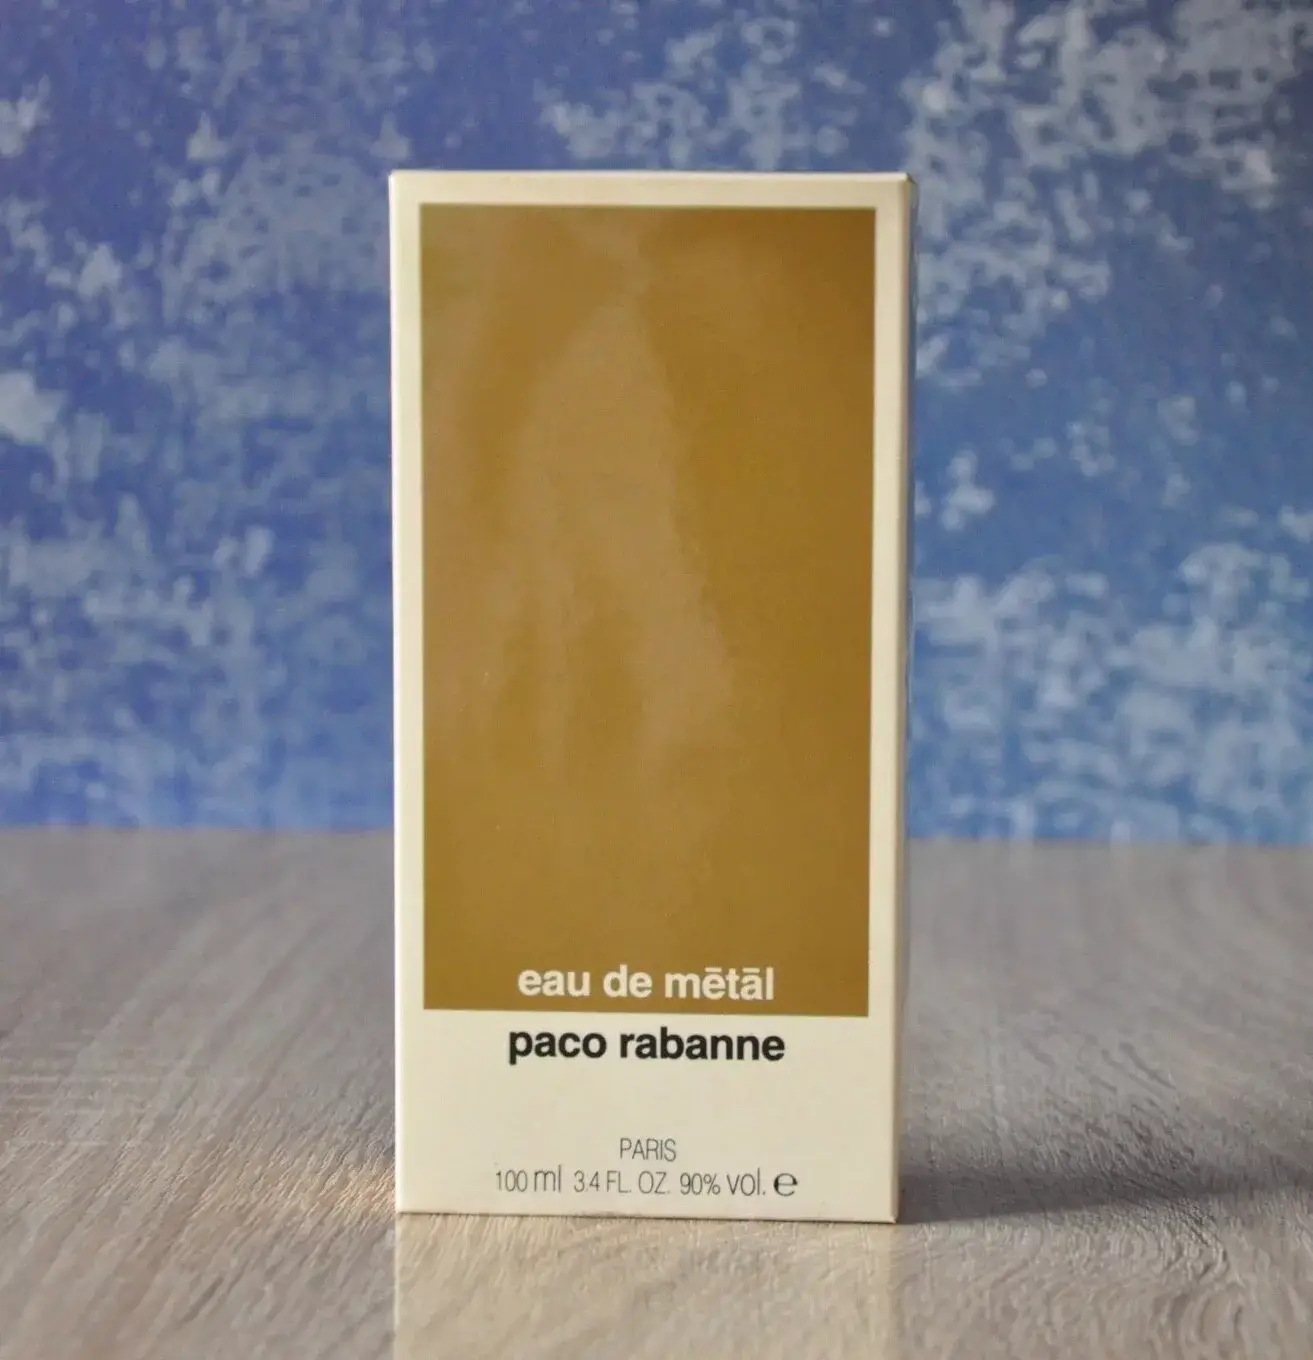 eau de mētāl
paco rabanne
PARIS
100 ml 3.4 FL. OZ. 90% vol. ℮